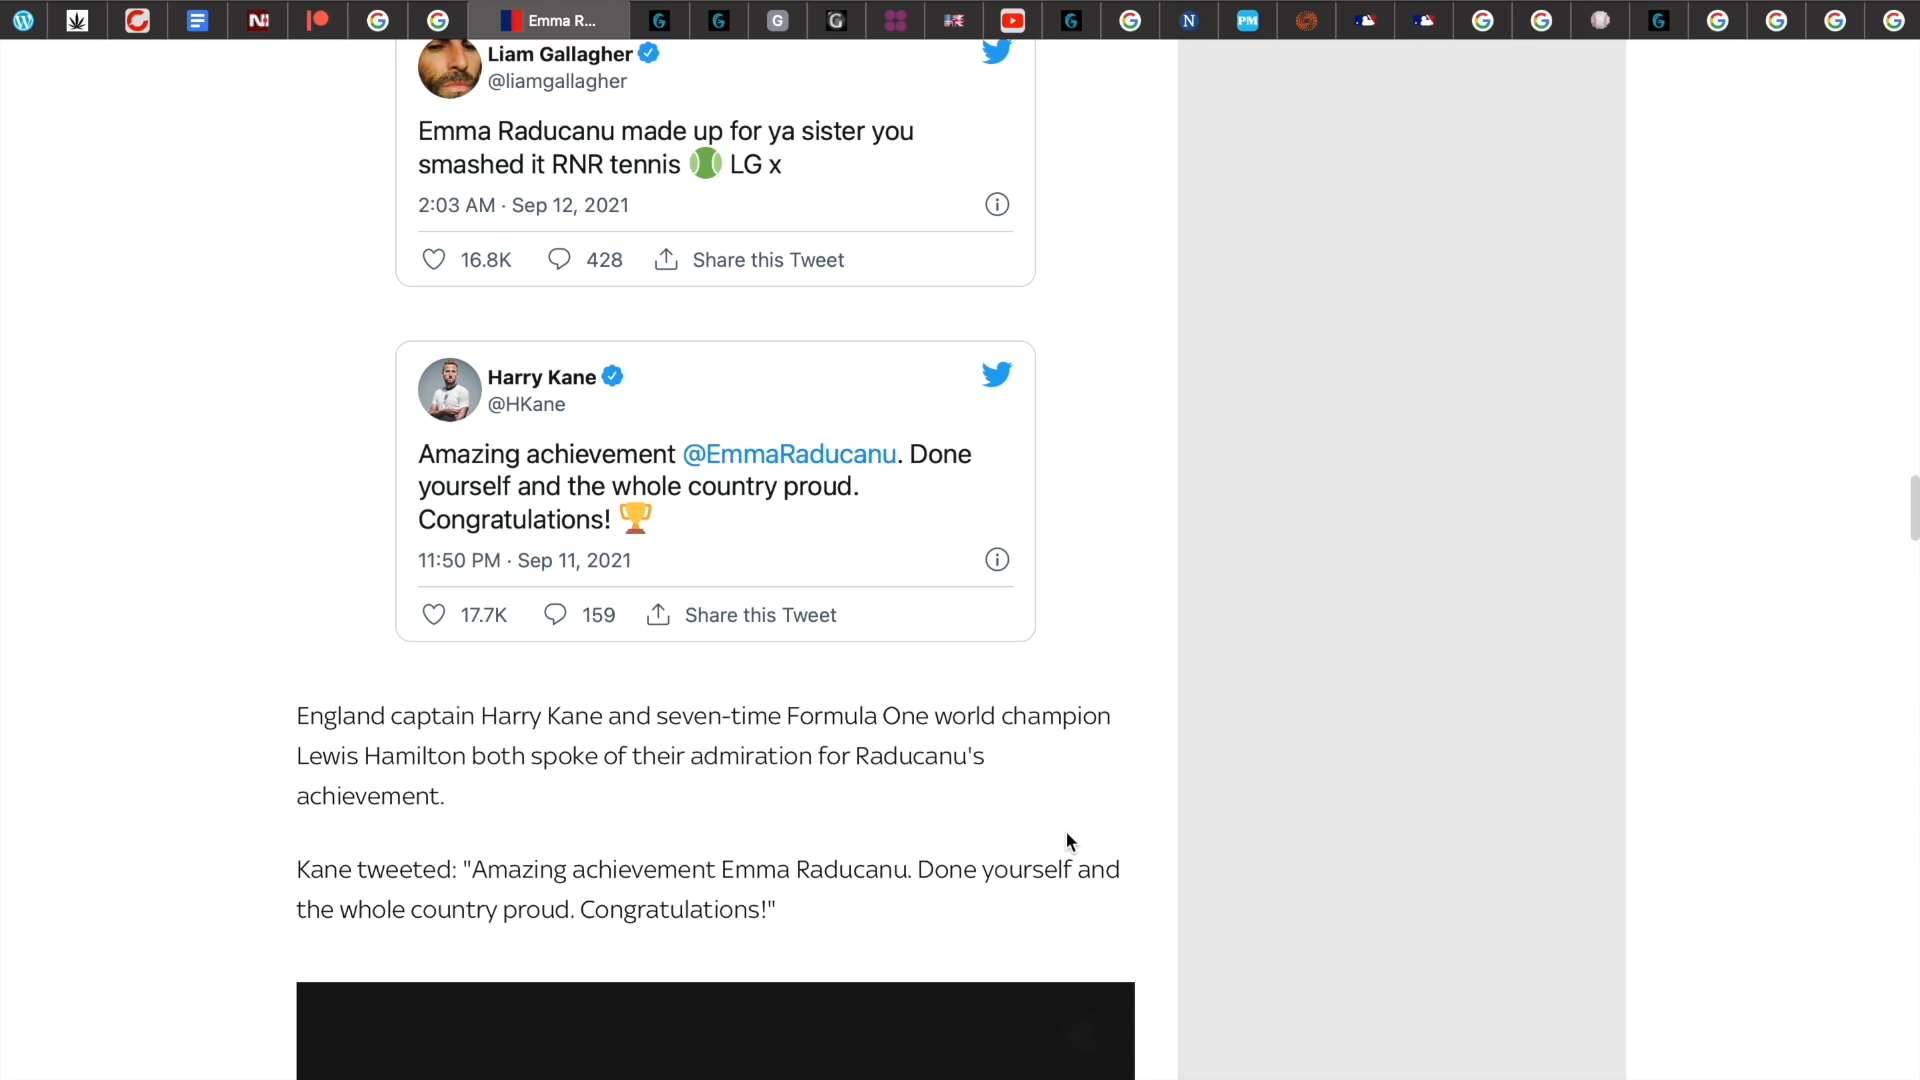 Emma R...
Liam Gallagher
@liamgallagher
Emma Raducanu made up for ya sister you
smashed it RNR tennis 🎾 LG x
2:03 AM · Sep 12, 2021
16.8K 428 Share this Tweet
Harry Kane
@HKane
Amazing achievement @EmmaRaducanu. Done
yourself and the whole country proud.
Congratulations! 🏆
11:50 PM · Sep 11, 2021
17.7K 159 Share this Tweet
England captain Harry Kane and seven-time Formula One world champion
Lewis Hamilton both spoke of their admiration for Raducanu's
achievement.
Kane tweeted: "Amazing achievement Emma Raducanu. Done yourself and
the whole country proud. Congratulations!"